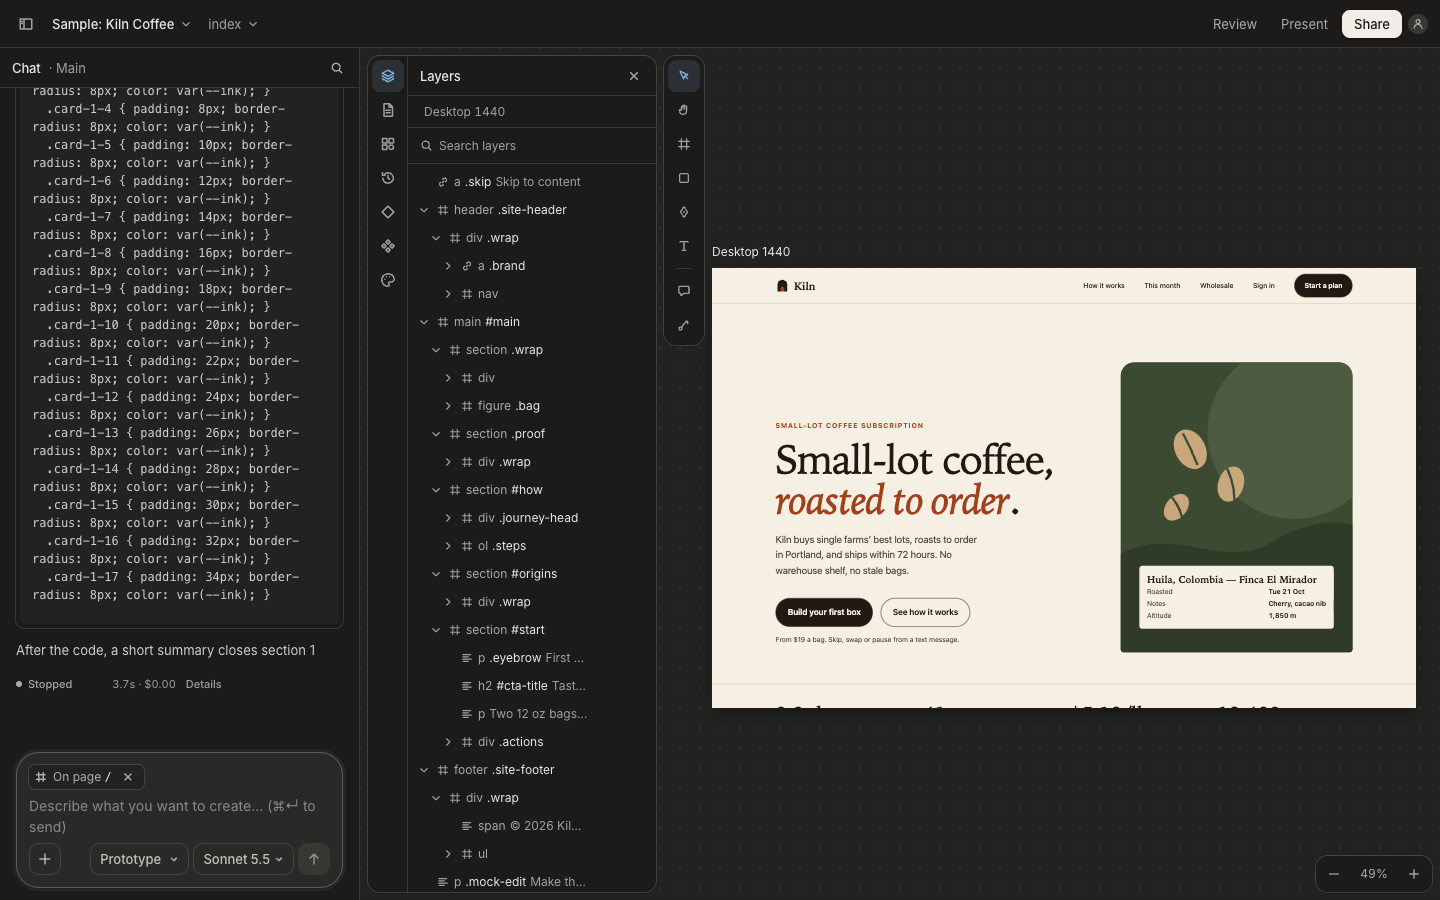 Sample: Kiln Coffee
index
Review
Present
Share
Chat · Main
radius: 8px; color: var(--ink); }
.card-1-4 { padding: 8px; border-
radius: 8px; color: var(--ink); }
.card-1-5 { padding: 10px; border-
radius: 8px; color: var(--ink); }
.card-1-6 { padding: 12px; border-
radius: 8px; color: var(--ink); }
.card-1-7 { padding: 14px; border-
radius: 8px; color: var(--ink); }
.card-1-8 { padding: 16px; border-
radius: 8px; color: var(--ink); }
.card-1-9 { padding: 18px; border-
radius: 8px; color: var(--ink); }
.card-1-10 { padding: 20px; border-
radius: 8px; color: var(--ink); }
.card-1-11 { padding: 22px; border-
radius: 8px; color: var(--ink); }
.card-1-12 { padding: 24px; border-
radius: 8px; color: var(--ink); }
.card-1-13 { padding: 26px; border-
radius: 8px; color: var(--ink); }
.card-1-14 { padding: 28px; border-
radius: 8px; color: var(--ink); }
.card-1-15 { padding: 30px; border-
radius: 8px; color: var(--ink); }
.card-1-16 { padding: 32px; border-
radius: 8px; color: var(--ink); }
.card-1-17 { padding: 34px; border-
radius: 8px; color: var(--ink); }
After the code, a short summary closes section 1
Stopped 3.7s · $0.00 Details
On page /
Describe what you want to create... (⌘↵ to
send)
Prototype
Sonnet 5.5
Layers
Desktop 1440
Search layers
a .skip Skip to content
header .site-header
div .wrap
a .brand
nav
main #main
section .wrap
div
figure .bag
section .proof
div .wrap
section #how
div .journey-head
ol .steps
section #origins
div .wrap
section #start
p .eyebrow First ...
h2 #cta-title Tast...
p Two 12 oz bags...
div .actions
footer .site-footer
div .wrap
span © 2026 Kil...
ul
p .mock-edit Make th...
Desktop 1440
Kiln
How it works
This month
Wholesale
Sign in
Start a plan
SMALL-LOT COFFEE SUBSCRIPTION
Small-lot coffee,
roasted to order.
Kiln buys single farms' best lots, roasts to order
in Portland, and ships within 72 hours. No
warehouse shelf, no stale bags.
Build your first box
See how it works
From $19 a bag. Skip, swap or pause from a text message.
Huila, Colombia — Finca El Mirador
Roasted Tue 21 Oct
Notes Cherry, cacao nib
Altitude 1,850 m
49%